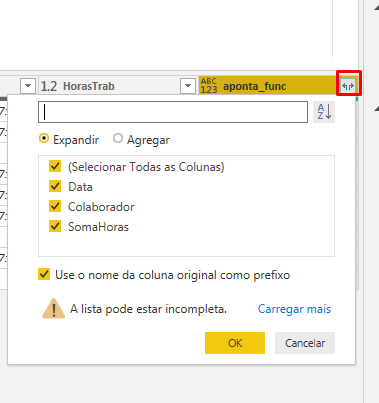 1.2 HorasTrab
ABC
123 aponta_func
7:
A
Z
Expandir Agregar
(Selecionar Todas as Colunas)
Data
Colaborador
SomaHoras
Use o nome da coluna original como prefixo
A lista pode estar incompleta. Carregar mais
OK Cancelar